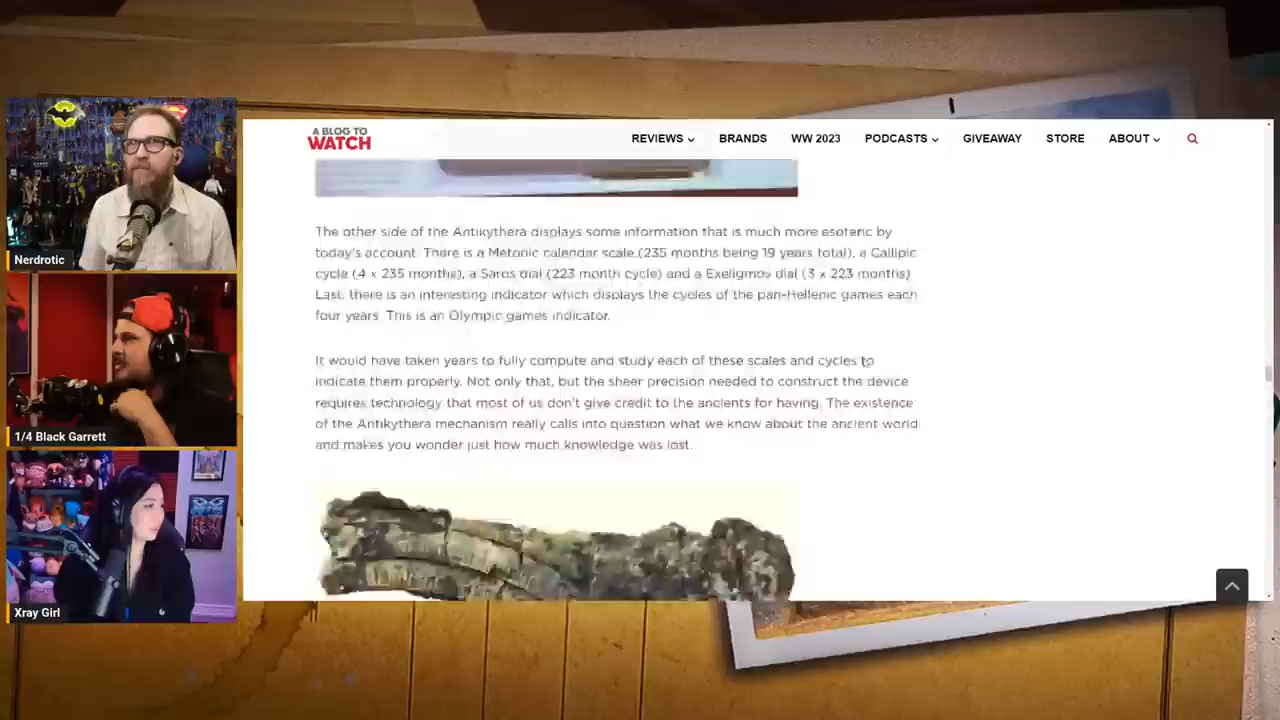 A BLOG TO
WATCH
REVIEWS
BRANDS
WW 2023
PODCASTS
GIVEAWAY
STORE
ABOUT
Nerdrotic
1/4 Black Garrett
Xray Girl
The other side of the Antikythera displays some information that is much more esoteric by
today's account. There is a Metonic calendar scale (235 months being 19 years total), a Callipic
cycle (4 x 235 months), a Saros dial (223 month cycle) and a Exeligmos dial (3 x 223 months).
Last, there is an interesting indicator which displays the cycles of the pan-Hellenic games each
four years. This is an Olympic games indicator.
It would have taken years to fully compute and study each of these scales and cycles to
indicate them properly. Not only that, but the sheer precision needed to construct the device
requires technology that most of us don't give credit to the ancients for having. The existence
of the Antikythera mechanism really calls into question what we know about the ancient world
and makes you wonder just how much knowledge was lost.